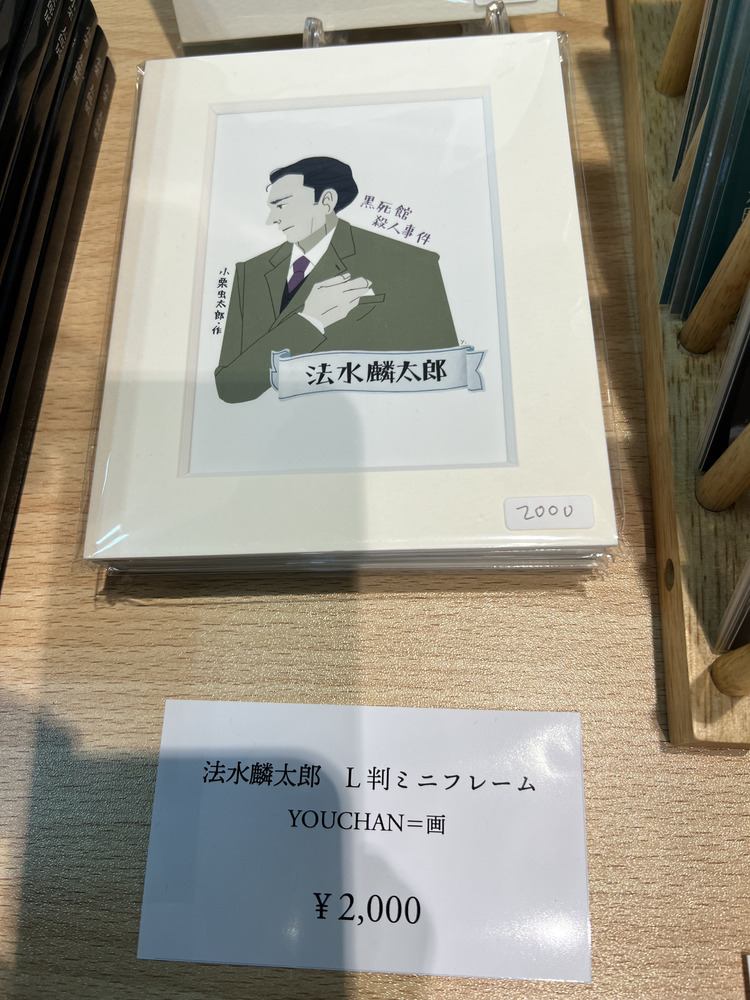 黒死館
殺人事件
小栗虫太郎・作
法水麟太郎
2000
法水麟太郎　L判ミニフレーム
YOUCHAN=画
¥2,000